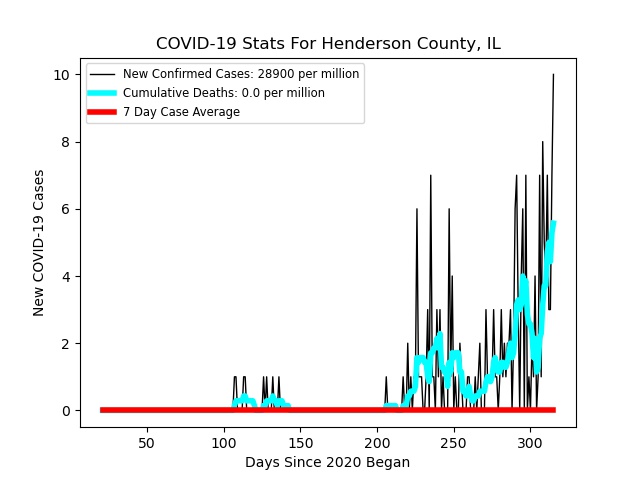 COVID-19 Stats For Henderson County, IL
New Confirmed Cases: 28900 per million
Cumulative Deaths: 0.0 per million
7 Day Case Average
New COVID-19 Cases
10
8
6
4
2
0
50 100 150 200 250 300
Days Since 2020 Began